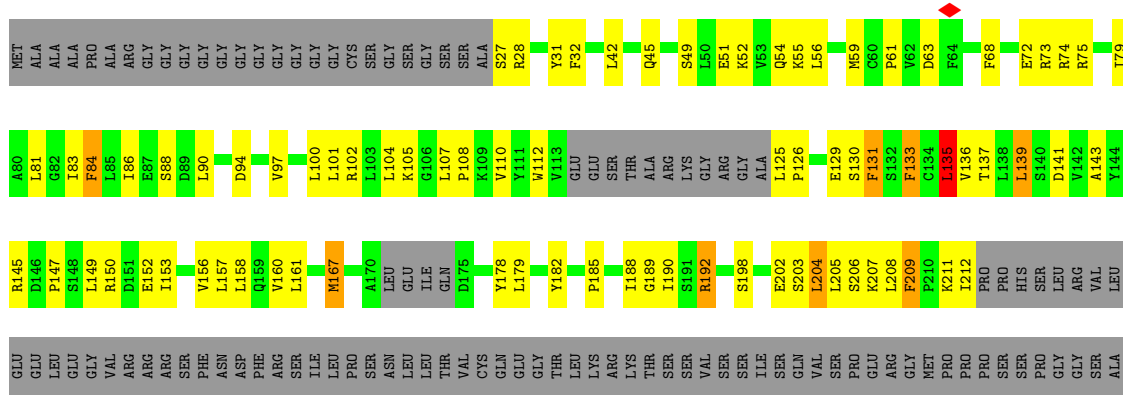 MET ALA ALA ALA PRO ALA ARG GLY GLY GLY GLY GLY GLY GLY GLY GLY GLY GLY CYS SER GLY SER GLY SER SER ALA S27 R28 Y31 F32 L42 Q45 S49 L50 E51 K52 V53 Q54 K55 L56 M59 C60 P61 V62 D63 F64 F68 E72 R73 R74 R75 I79
A80 L81 G82 I83 F84 L85 I86 E87 S88 D89 L90 D94 V97 L100 L101 R102 L103 L104 K105 G106 L107 P108 K109 V110 Y111 W112 V113 GLU GLU SER THR ALA ARG LYS GLY ARG GLY ALA L125 P126 E129 S130 F131 S132 F133 C134 L135 V136 T137 L138 L139 S140 D141 V142 A143 Y144
R145 D146 P147 S148 L149 R150 D151 E152 I153 V156 L157 L158 Q159 V160 L161 M167 A170 LEU GLU ILE GLN D175 Y178 L179 Y182 P185 I188 G189 I190 S191 R192 S198 E202 S203 L204 L205 S206 K207 L208 F209 P210 K211 I212 PRO PRO HIS SER LEU ARG VAL LEU
GLU GLU LEU LEU GLU GLY VAL ARG ARG ARG SER PHE ASN ASP PHE ARG SER ILE LEU PRO SER ASN LEU LEU THR VAL CYS GLN GLU GLY THR LEU LYS ARG LYS THR SER SER VAL SER SER ILE SER GLN VAL SER PRO GLU ARG GLY MET PRO PRO PRO SER SER PRO GLY GLY SER ALA